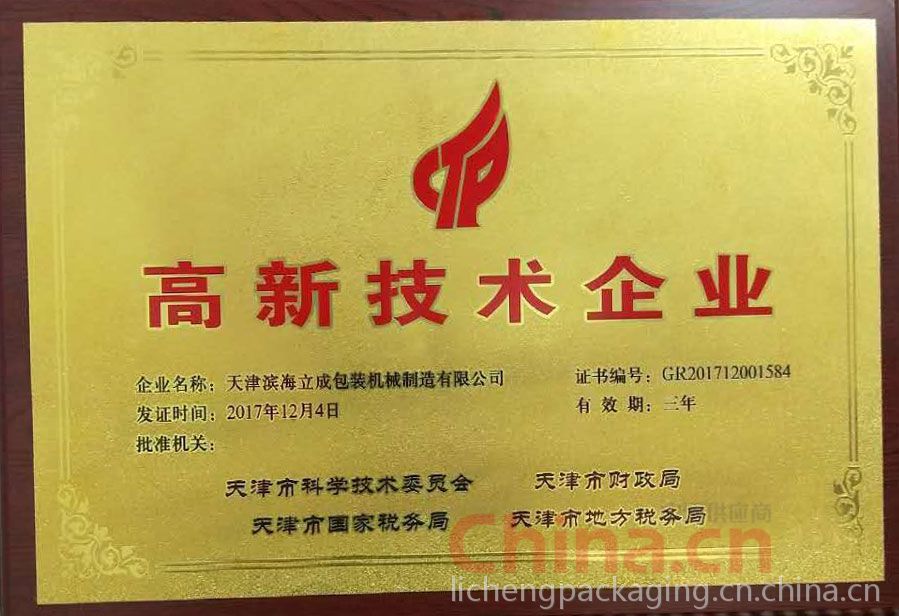 CTP
高新技术企业
企业名称：天津滨海立成包装机械制造有限公司 证书编号：GR201712001584
发证时间：2017年12月4日 有 效 期：三年
批准机关：
天津市科学技术委员会 天津市财政局
天津市国家税务局 天津市地方税务局
供应商
China.cn
lichengpackaging.cn.china.cn